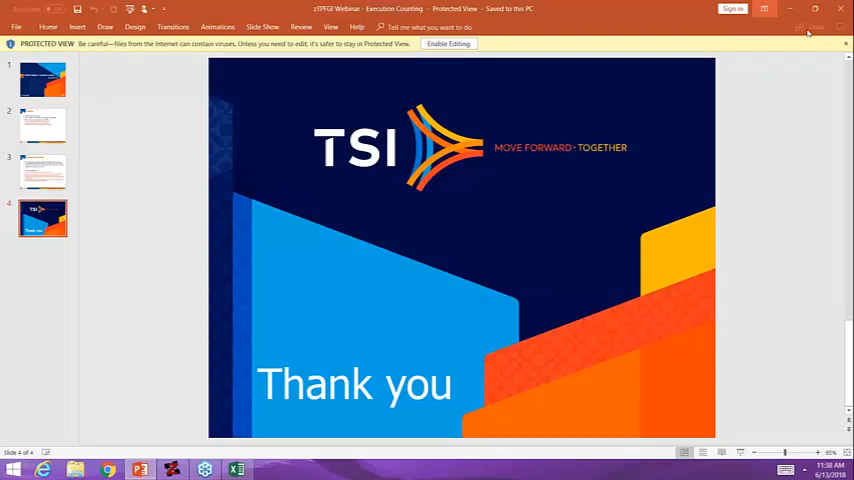 zTPFGI Webinar - Execution Counting - Protected View - Saved to this PC
Sign in
File Home Insert Draw Design Transitions Animations Slide Show Review View Help Tell me what you want to do
Share
PROTECTED VIEW Be careful—files from the Internet can contain viruses. Unless you need to edit, it's safer to stay in Protected View. Enable Editing
1
2
3
4
TSI
MOVE FORWARD - TOGETHER
Thank you
Slide 4 of 4
95%
11:38 AM
6/13/2018